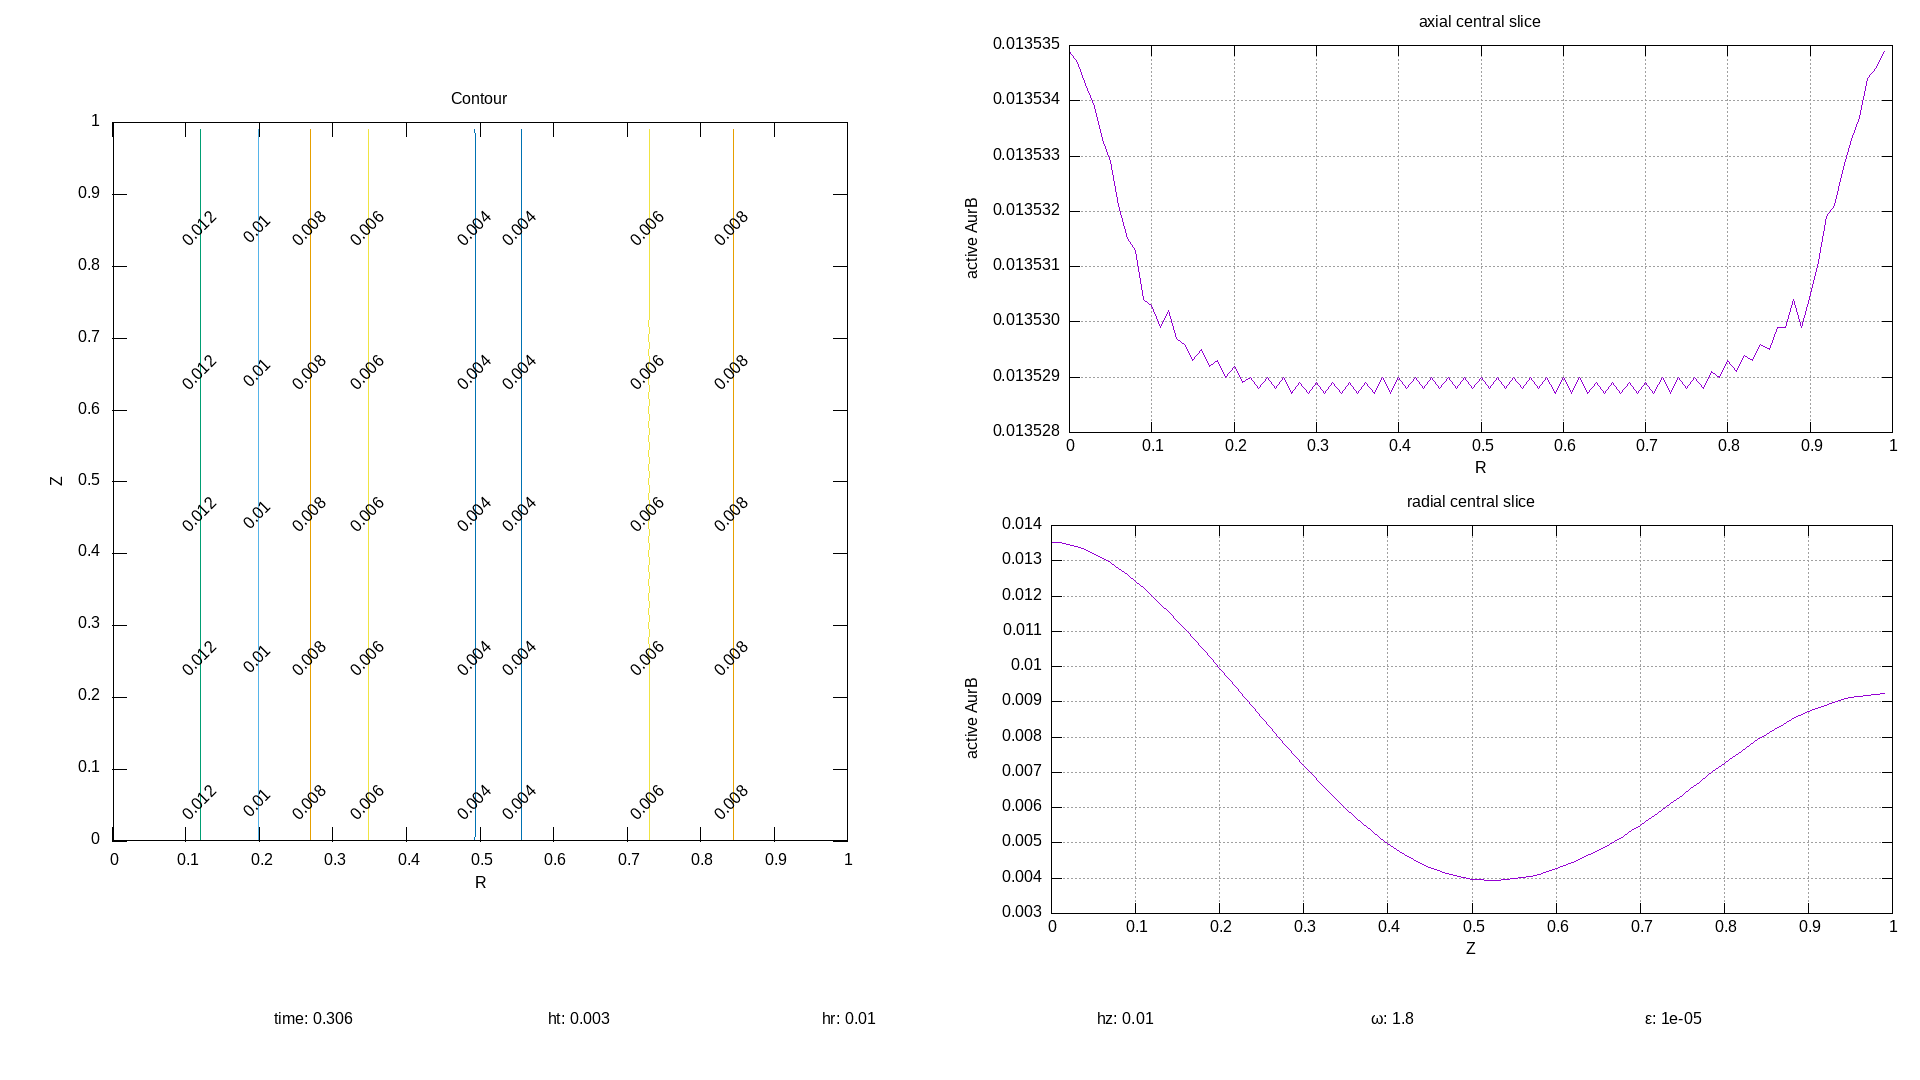 Contour
1
0.9
0.8
0.7
0.6
0.5
0.4
0.3
0.2
0.1
0
Z
0.012 0.01 0.008 0.006 0.004 0.004 0.006 0.008
0.012 0.01 0.008 0.006 0.004 0.004 0.006 0.008
0.012 0.01 0.008 0.006 0.004 0.004 0.006 0.008
0.012 0.01 0.008 0.006 0.004 0.004 0.006 0.008
0.012 0.01 0.008 0.006 0.004 0.004 0.006 0.008
0 0.1 0.2 0.3 0.4 0.5 0.6 0.7 0.8 0.9 1
R
axial central slice
0.013535
0.013534
0.013533
0.013532
0.013531
0.013530
0.013529
0.013528
active AurB
0 0.1 0.2 0.3 0.4 0.5 0.6 0.7 0.8 0.9 1
R
radial central slice
0.014
0.013
0.012
0.011
0.01
0.009
0.008
0.007
0.006
0.005
0.004
0.003
active AurB
0 0.1 0.2 0.3 0.4 0.5 0.6 0.7 0.8 0.9 1
Z
time: 0.306 ht: 0.003 hr: 0.01 hz: 0.01 ω: 1.8 ε: 1e-05